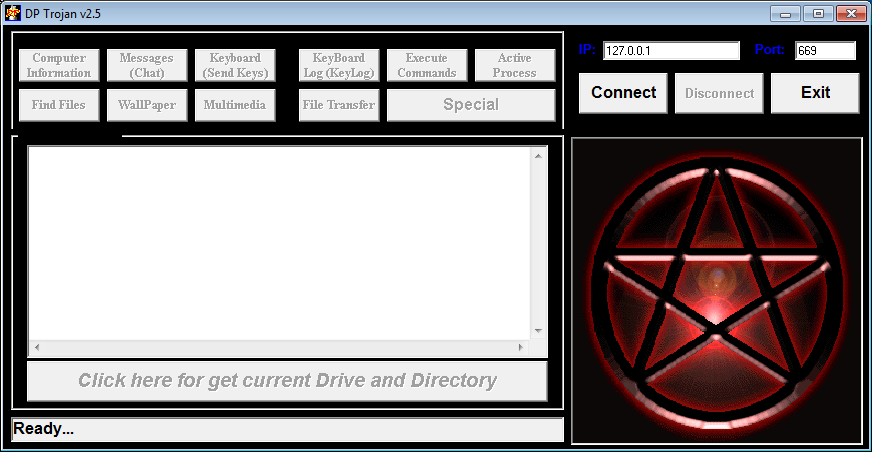 DP Trojan v2.5
Computer
Information
Messages
(Chat)
Keyboard
(Send Keys)
KeyBoard
Log (KeyLog)
Execute
Commands
Active
Process
Find Files
WallPaper
Multimedia
File Transfer
Special
IP:
127.0.0.1
Port:
669
Connect
Disconnect
Exit
Click here for get current Drive and Directory
Ready...